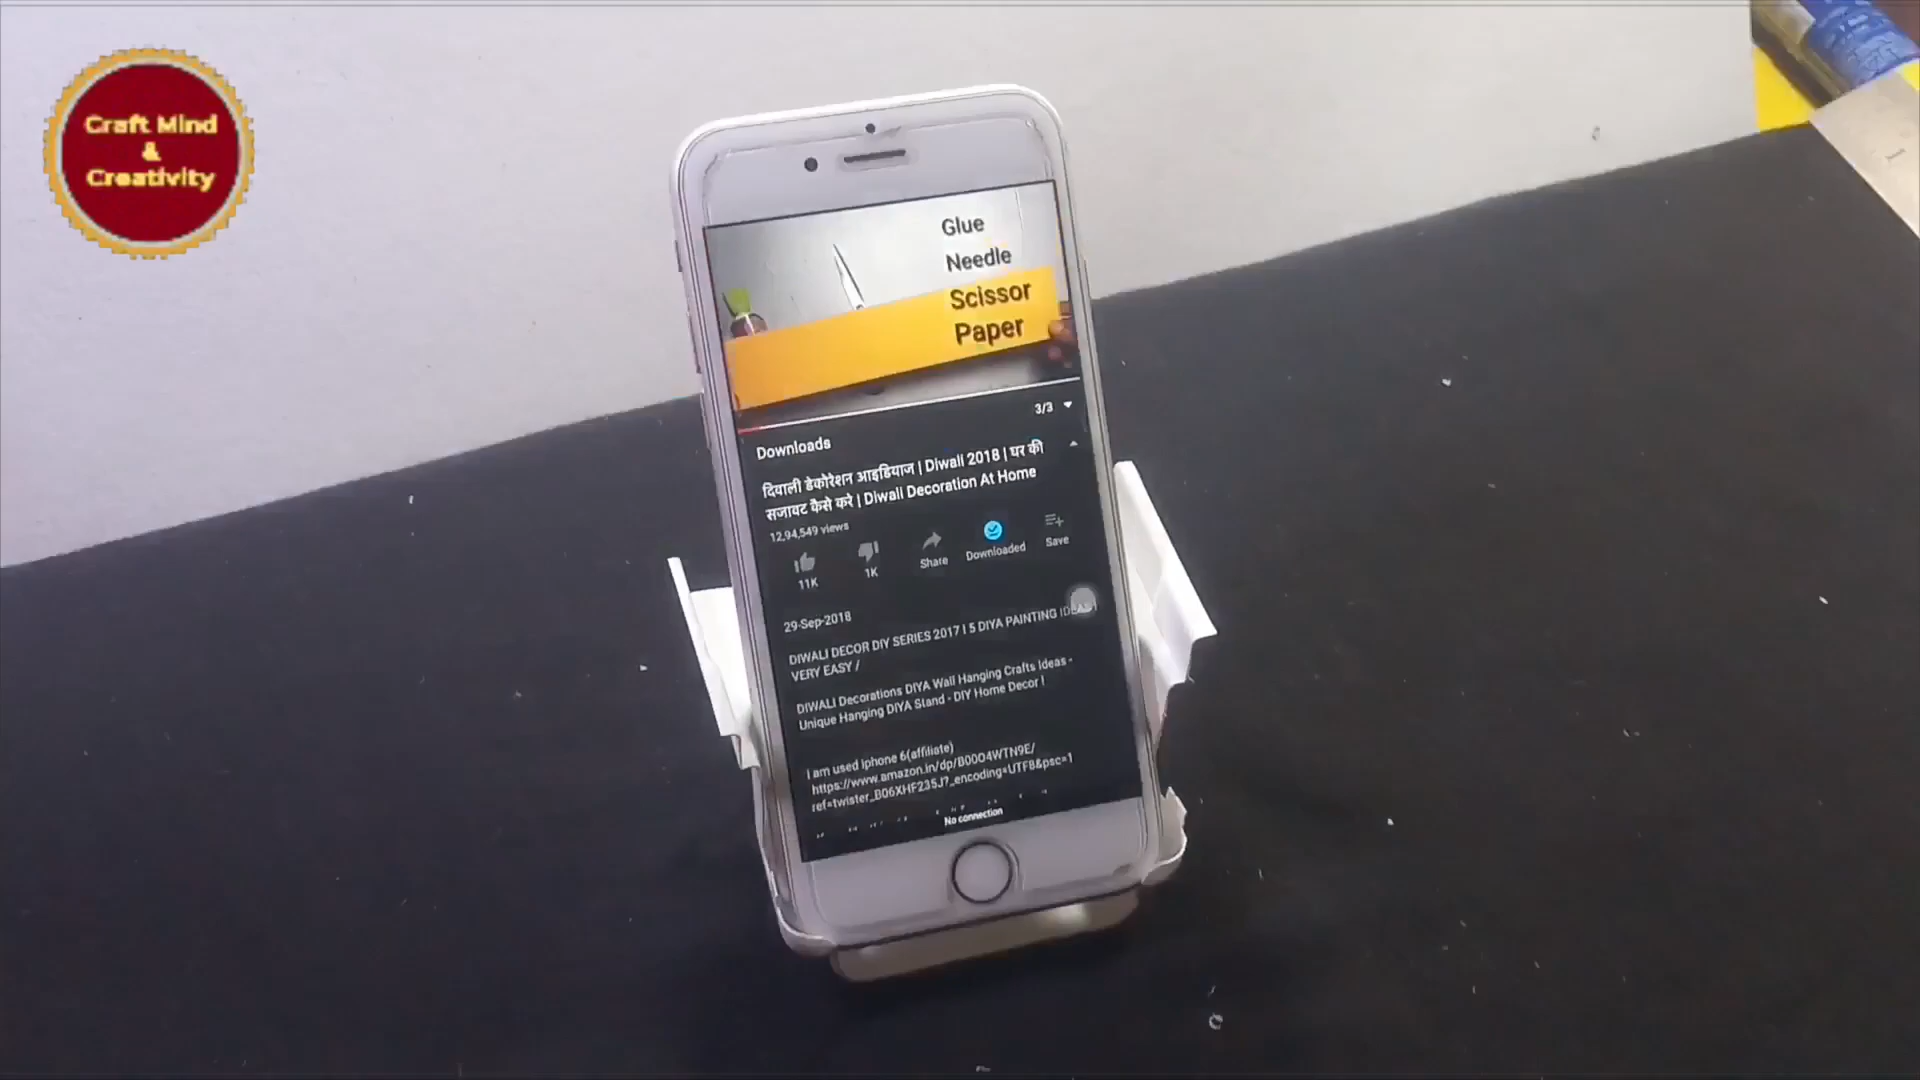 Craft Mind
&
Creativity
Glue
Needle
Scissor
Paper
3/3
Downloads
दिवाली डेकोरेशन आइडियाज | Diwali 2018 | घर की
सजावट कैसे करे | Diwali Decoration At Home
12,94,549 views
11K
1K
Share
Downloaded
Save
29-Sep-2018
DIWALI DECOR DIY SERIES 2017 I 5 DIYA PAINTING IDEAS I
VERY EASY /
DIWALI Decorations DIYA Wall Hanging Crafts Ideas -
Unique Hanging DIYA Stand - DIY Home Decor I
I am used iphone 6(affiliate)
https://www.amazon.in/dp/B00O4WTN9E/
ref=twister_B06XHF235J?_encoding=UTF8&psc=1
No connection